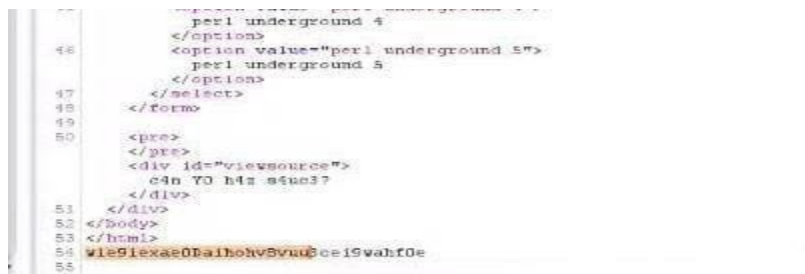 perl underground 4
</option>
46 <option value="perl underground 5">
perl underground 5
</option>
47 </select>
48 </form>
49
50 <pre>
</pre>
<div id="viewsource">
c4n Y0 h4z s4uc3?
</div>
51 </div>
52 </body>
53 </html>
54
55